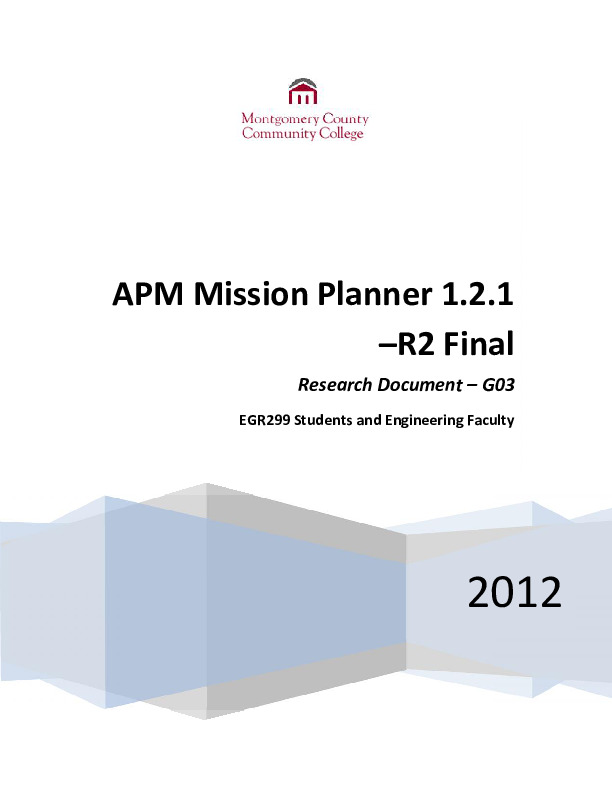 Montgomery County
Community College
APM Mission Planner 1.2.1
–R2 Final
Research Document – G03
EGR299 Students and Engineering Faculty
2012